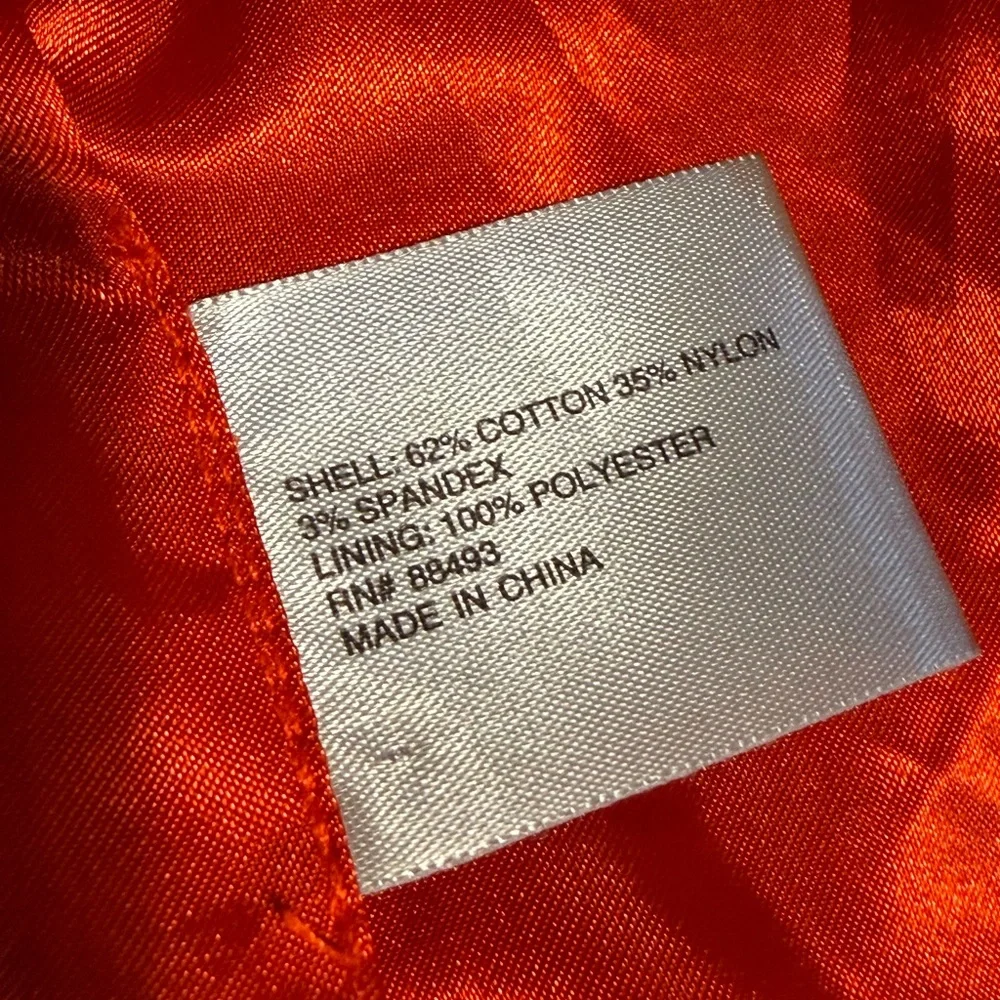 SHELL: 62% COTTON 35% NYLON
3% SPANDEX
LINING: 100% POLYESTER
RN# 88493
MADE IN CHINA